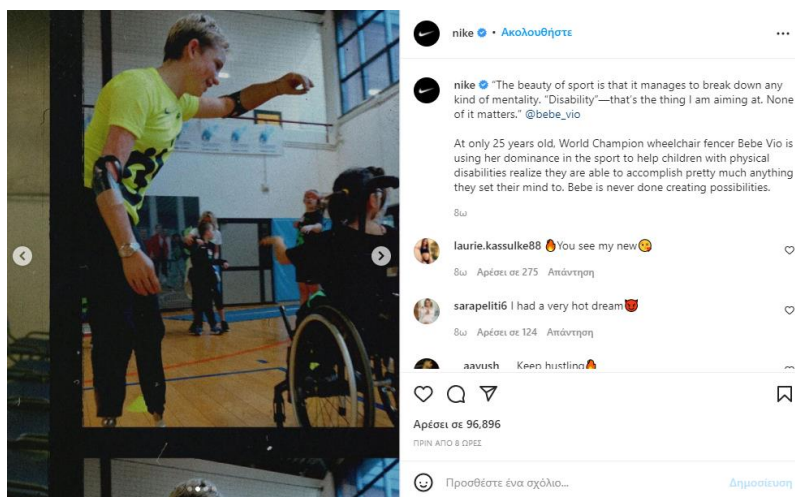 nike • Ακολουθήστε
nike "The beauty of sport is that it manages to break down any
kind of mentality. "Disability"—that's the thing I am aiming at. None
of it matters." @bebe_vio
At only 25 years old, World Champion wheelchair fencer Bebe Vio is
using her dominance in the sport to help children with physical
disabilities realize they are able to accomplish pretty much anything
they set their mind to. Bebe is never done creating possibilities.
8ω
laurie.kassulke88 🔥You see my new😘
8ω Αρέσει σε 275 Απάντηση
sarapeliti6 I had a very hot dream😈
8ω Αρέσει σε 124 Απάντηση
aayush Keep hustling🔥
Αρέσει σε 96,896
ΠΡΙΝ ΑΠΟ 8 ΩΡΕΣ
Προσθέστε ένα σχόλιο...
Δημοσίευση